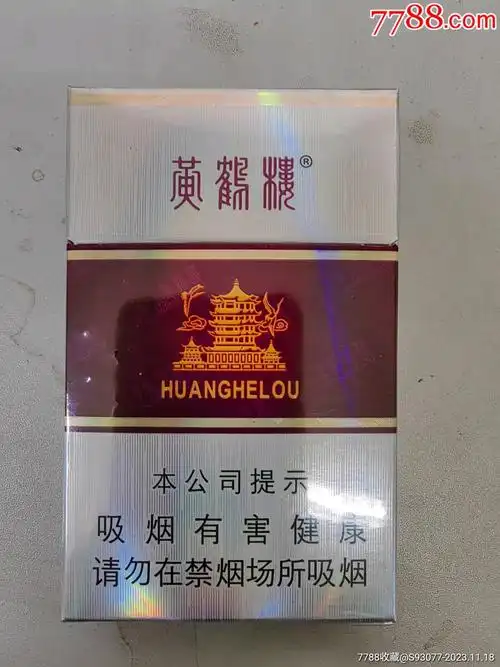 7788.com
黄鹤楼®
HUANGHELOU
本公司提示
吸烟有害健康
请勿在禁烟场所吸烟
7788收藏@S93077-2023.11.18